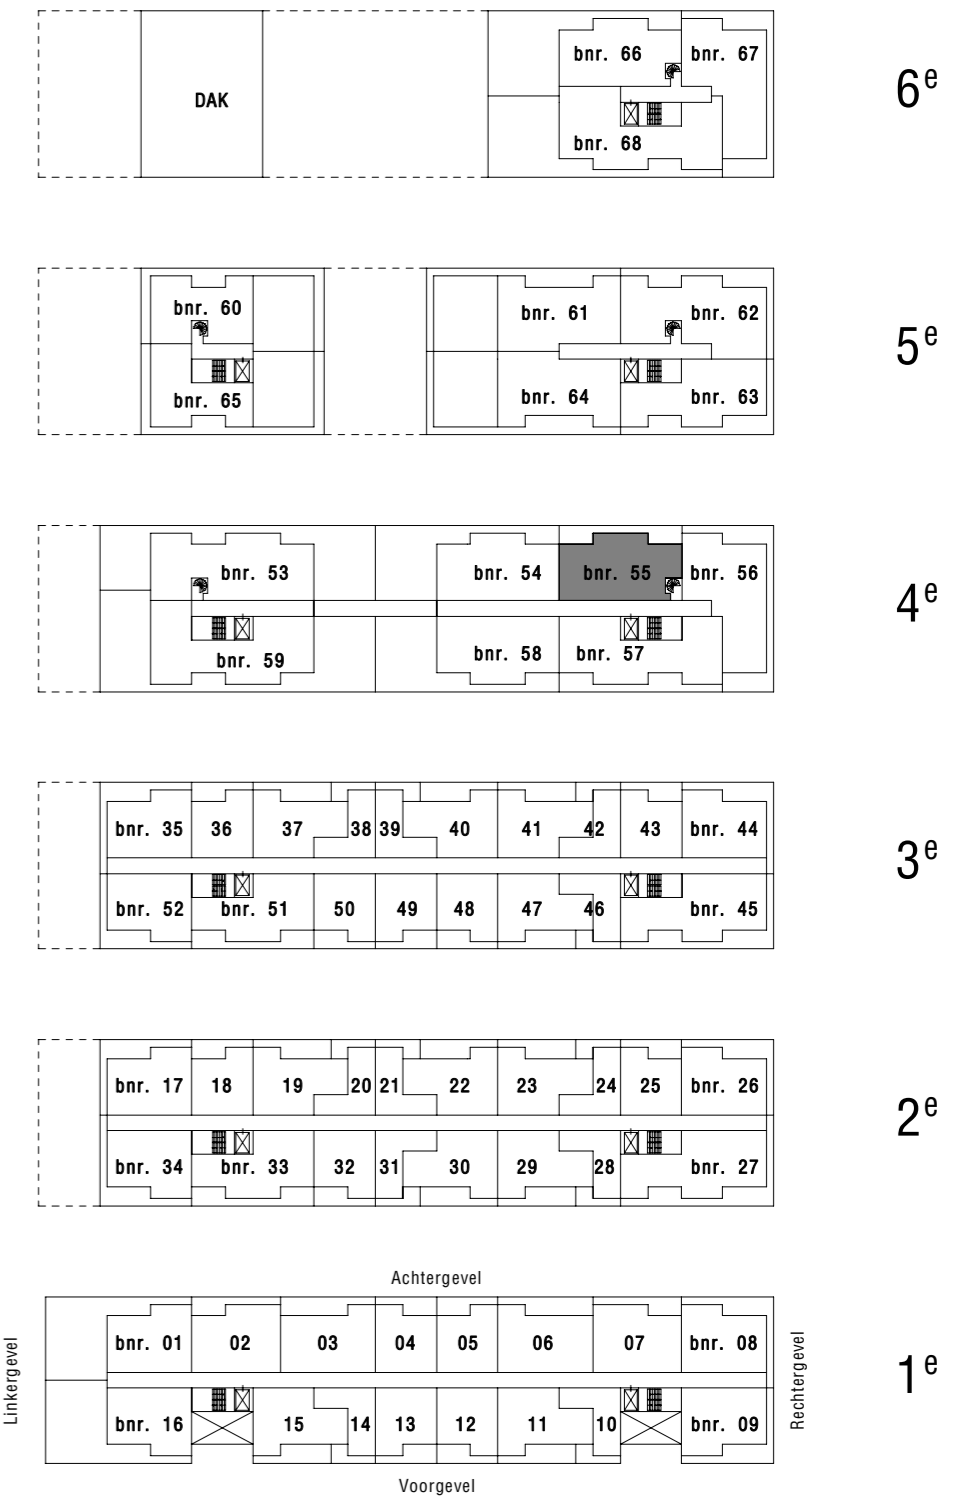 bnr. 66 bnr. 67
DAK
6e
bnr. 68
bnr. 60 bnr. 61 bnr. 62
5e
bnr. 65 bnr. 64 bnr. 63
bnr. 53 bnr. 54 bnr. 55 bnr. 56
4e
bnr. 59 bnr. 58 bnr. 57
bnr. 35 36 37 38 39 40 41 42 43 bnr. 44
3e
bnr. 52 bnr. 51 50 49 48 47 46 bnr. 45
bnr. 17 18 19 20 21 22 23 24 25 bnr. 26
2e
bnr. 34 bnr. 33 32 31 30 29 28 bnr. 27
Achtergevel
bnr. 01 02 03 04 05 06 07 bnr. 08
Linkergevel
Rechtergevel
1e
bnr. 16 15 14 13 12 11 10 bnr. 09
Voorgevel